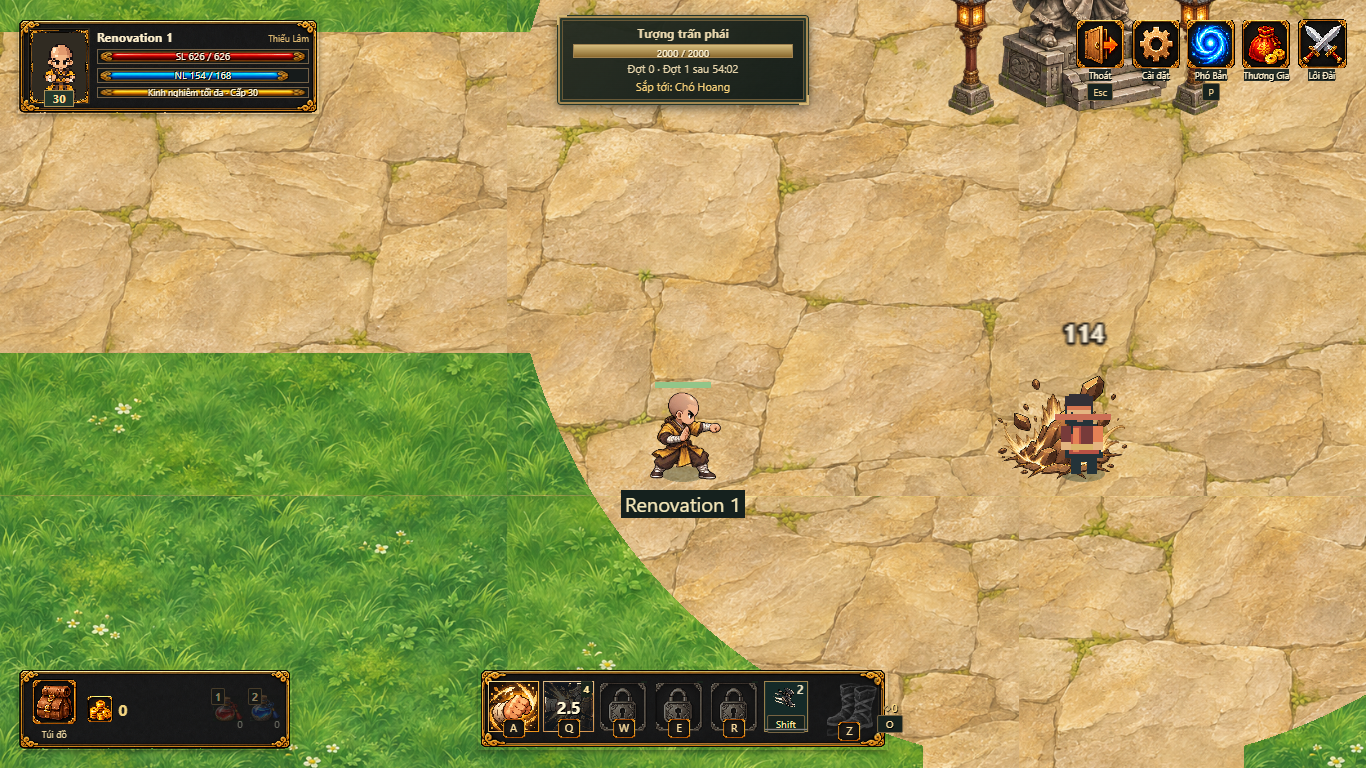 Renovation 1
Thiếu Lâm
SL 626 / 626
NL 154 / 168
Kinh nghiệm tối đa - Cấp 30
30
Tượng trấn phái
2000 / 2000
Đợt 0 · Đợt 1 sau 54:02
Sắp tới: Chó Hoang
Thoát
Cài đặt
Phó Bản
Thương Gia
Lôi Đài
Esc
P
114
Renovation 1
Túi đồ
0
1
0
2
0
A
2.5
4
Q
W
E
R
2
Shift
Z
O